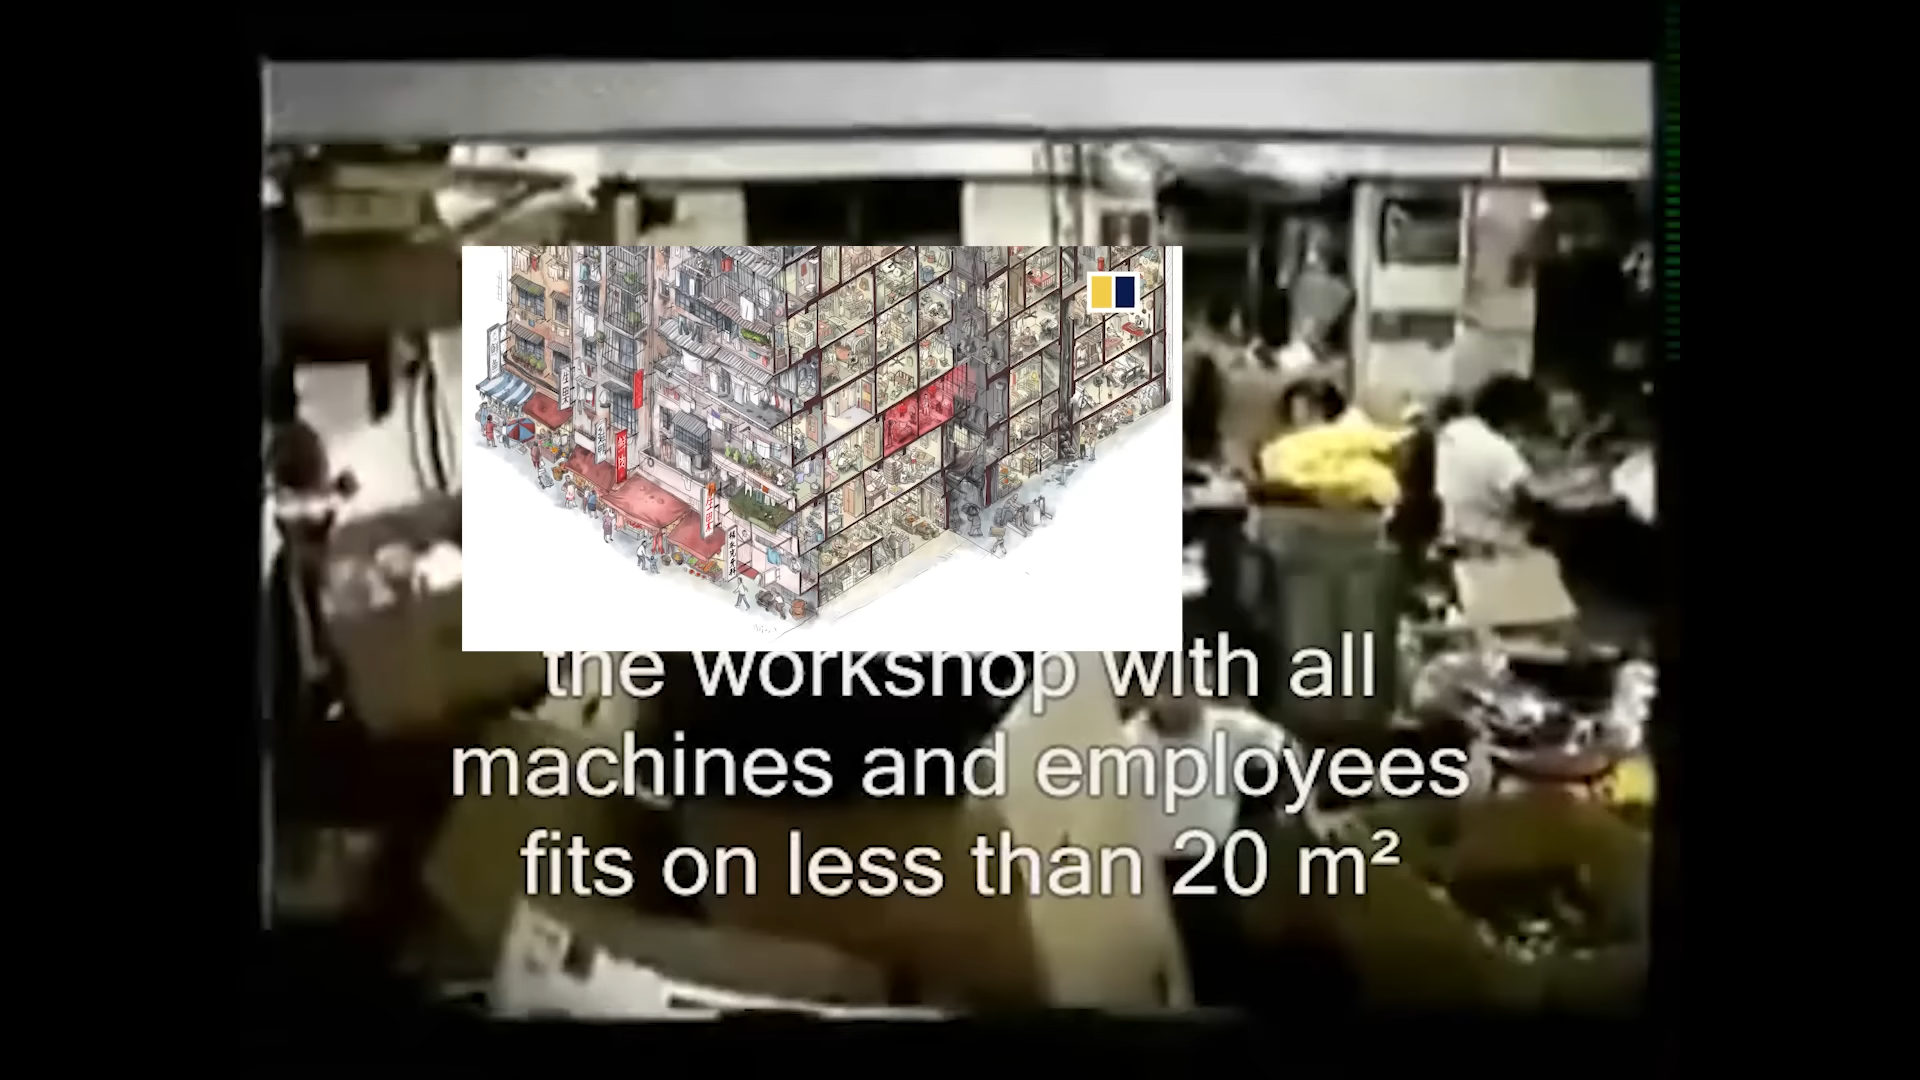 the workshop with all
machines and employees
fits on less than 20 m²